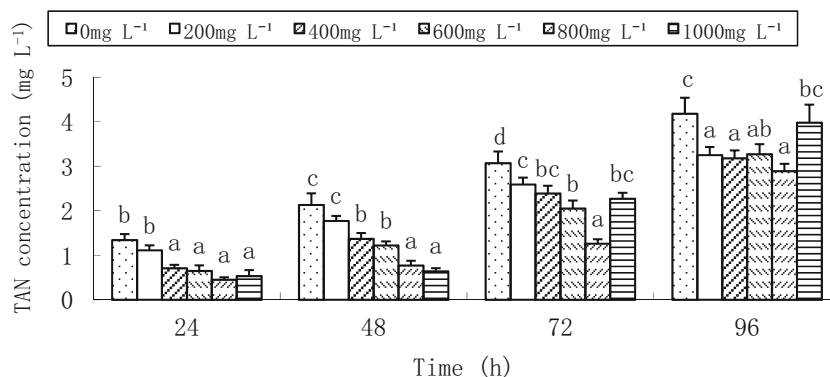 0mg L⁻¹ 200mg L⁻¹ 400mg L⁻¹ 600mg L⁻¹ 800mg L⁻¹ 1000mg L⁻¹
TAN concentration (mg L⁻¹)
5
4
3
2
1
0
b b a a a a
c c b b a a
d c bc b a bc
c a a ab a bc
24 48 72 96
Time (h)